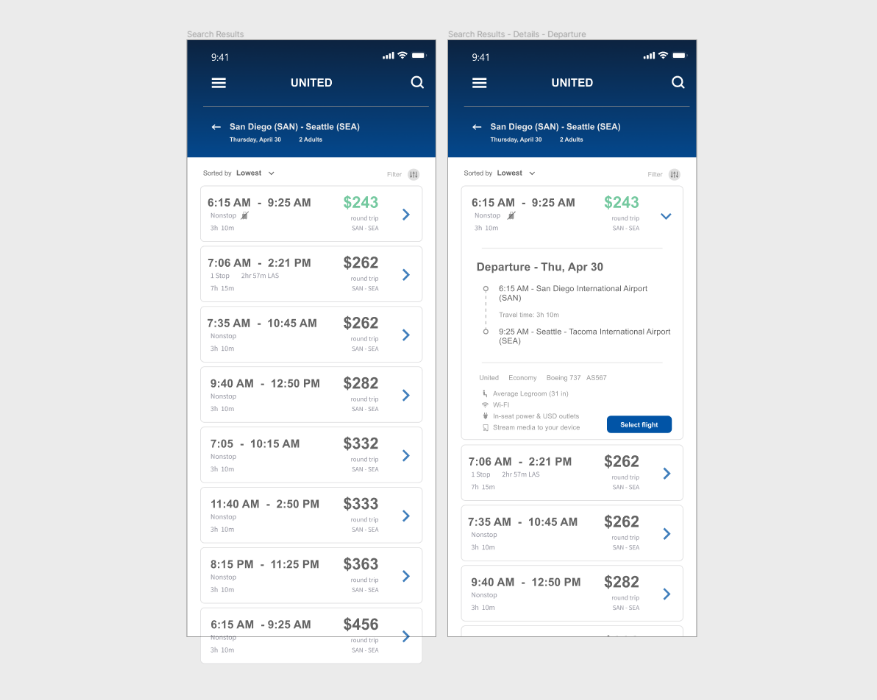 Search Results
9:41
UNITED
San Diego (SAN) - Seattle (SEA)
Thursday, April 30 2 Adults
Sorted by Lowest Filter
6:15 AM - 9:25 AM $243
Nonstop round trip
3h 10m SAN - SEA
7:06 AM - 2:21 PM $262
1 Stop 2hr 57m LAS round trip
7h 15m SAN - SEA
7:35 AM - 10:45 AM $262
Nonstop round trip
3h 10m SAN - SEA
9:40 AM - 12:50 PM $282
Nonstop round trip
3h 10m SAN - SEA
7:05 - 10:15 AM $332
Nonstop round trip
3h 10m SAN - SEA
11:40 AM - 2:50 PM $333
Nonstop round trip
3h 10m SAN - SEA
8:15 PM - 11:25 PM $363
Nonstop round trip
3h 10m SAN - SEA
6:15 AM - 9:25 AM $456
Nonstop round trip
3h 10m SAN - SEA
Search Results - Details - Departure
9:41
UNITED
San Diego (SAN) - Seattle (SEA)
Thursday, April 30 2 Adults
Sorted by Lowest Filter
6:15 AM - 9:25 AM $243
Nonstop round trip
3h 10m SAN - SEA
Departure - Thu, Apr 30
6:15 AM - San Diego International Airport
(SAN)
Travel time: 3h 10m
9:25 AM - Seattle - Tacoma International Airport
(SEA)
United Economy Boeing 737 AS567
Average Legroom (31 in)
Wi-Fi
In-seat power & USD outlets
Stream media to your device
Select flight
7:06 AM - 2:21 PM $262
1 Stop 2hr 57m LAS round trip
7h 15m SAN - SEA
7:35 AM - 10:45 AM $262
Nonstop round trip
3h 10m SAN - SEA
9:40 AM - 12:50 PM $282
Nonstop round trip
3h 10m SAN - SEA